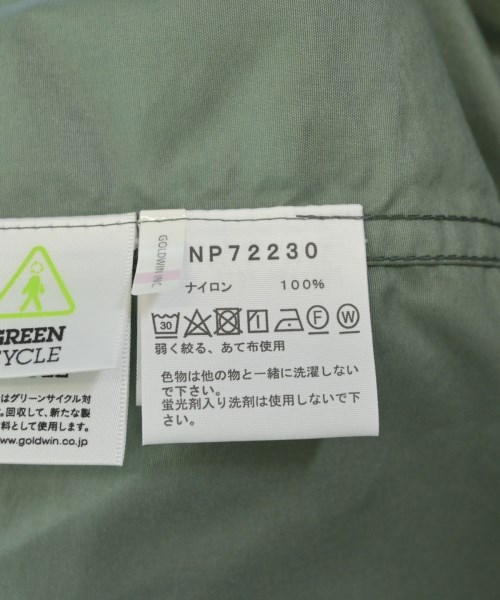 GOLDWIN INC.
NP72230
ナイロン 100%
30
F
W
弱く絞る、あて布使用
色物は他の物と一緒に洗濯しない
で下さい。
蛍光剤入り洗剤は使用しないで下
さい。
GREEN
CYCLE
はグリーンサイクル対
回収して、新たな製
料として使用します。
www.goldwin.co.jp